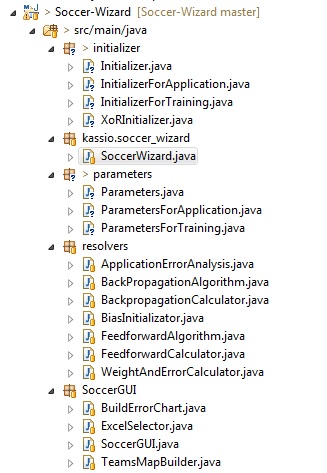 > Soccer-Wizard [Soccer-Wizard master]
src/main/java
> initializer
Initializer.java
InitializerForApplication.java
InitializerForTraining.java
XoRInitializer.java
kassio.soccer_wizard
SoccerWizard.java
> parameters
Parameters.java
ParametersForApplication.java
ParametersForTraining.java
resolvers
ApplicationErrorAnalysis.java
BackPropagationAlgorithm.java
BackpropagationCalculator.java
BiasInitializator.java
FeedforwardAlgorithm.java
FeedforwardCalculator.java
WeightAndErrorCalculator.java
SoccerGUI
BuildErrorChart.java
ExcelSelector.java
SoccerGUI.java
TeamsMapBuilder.java